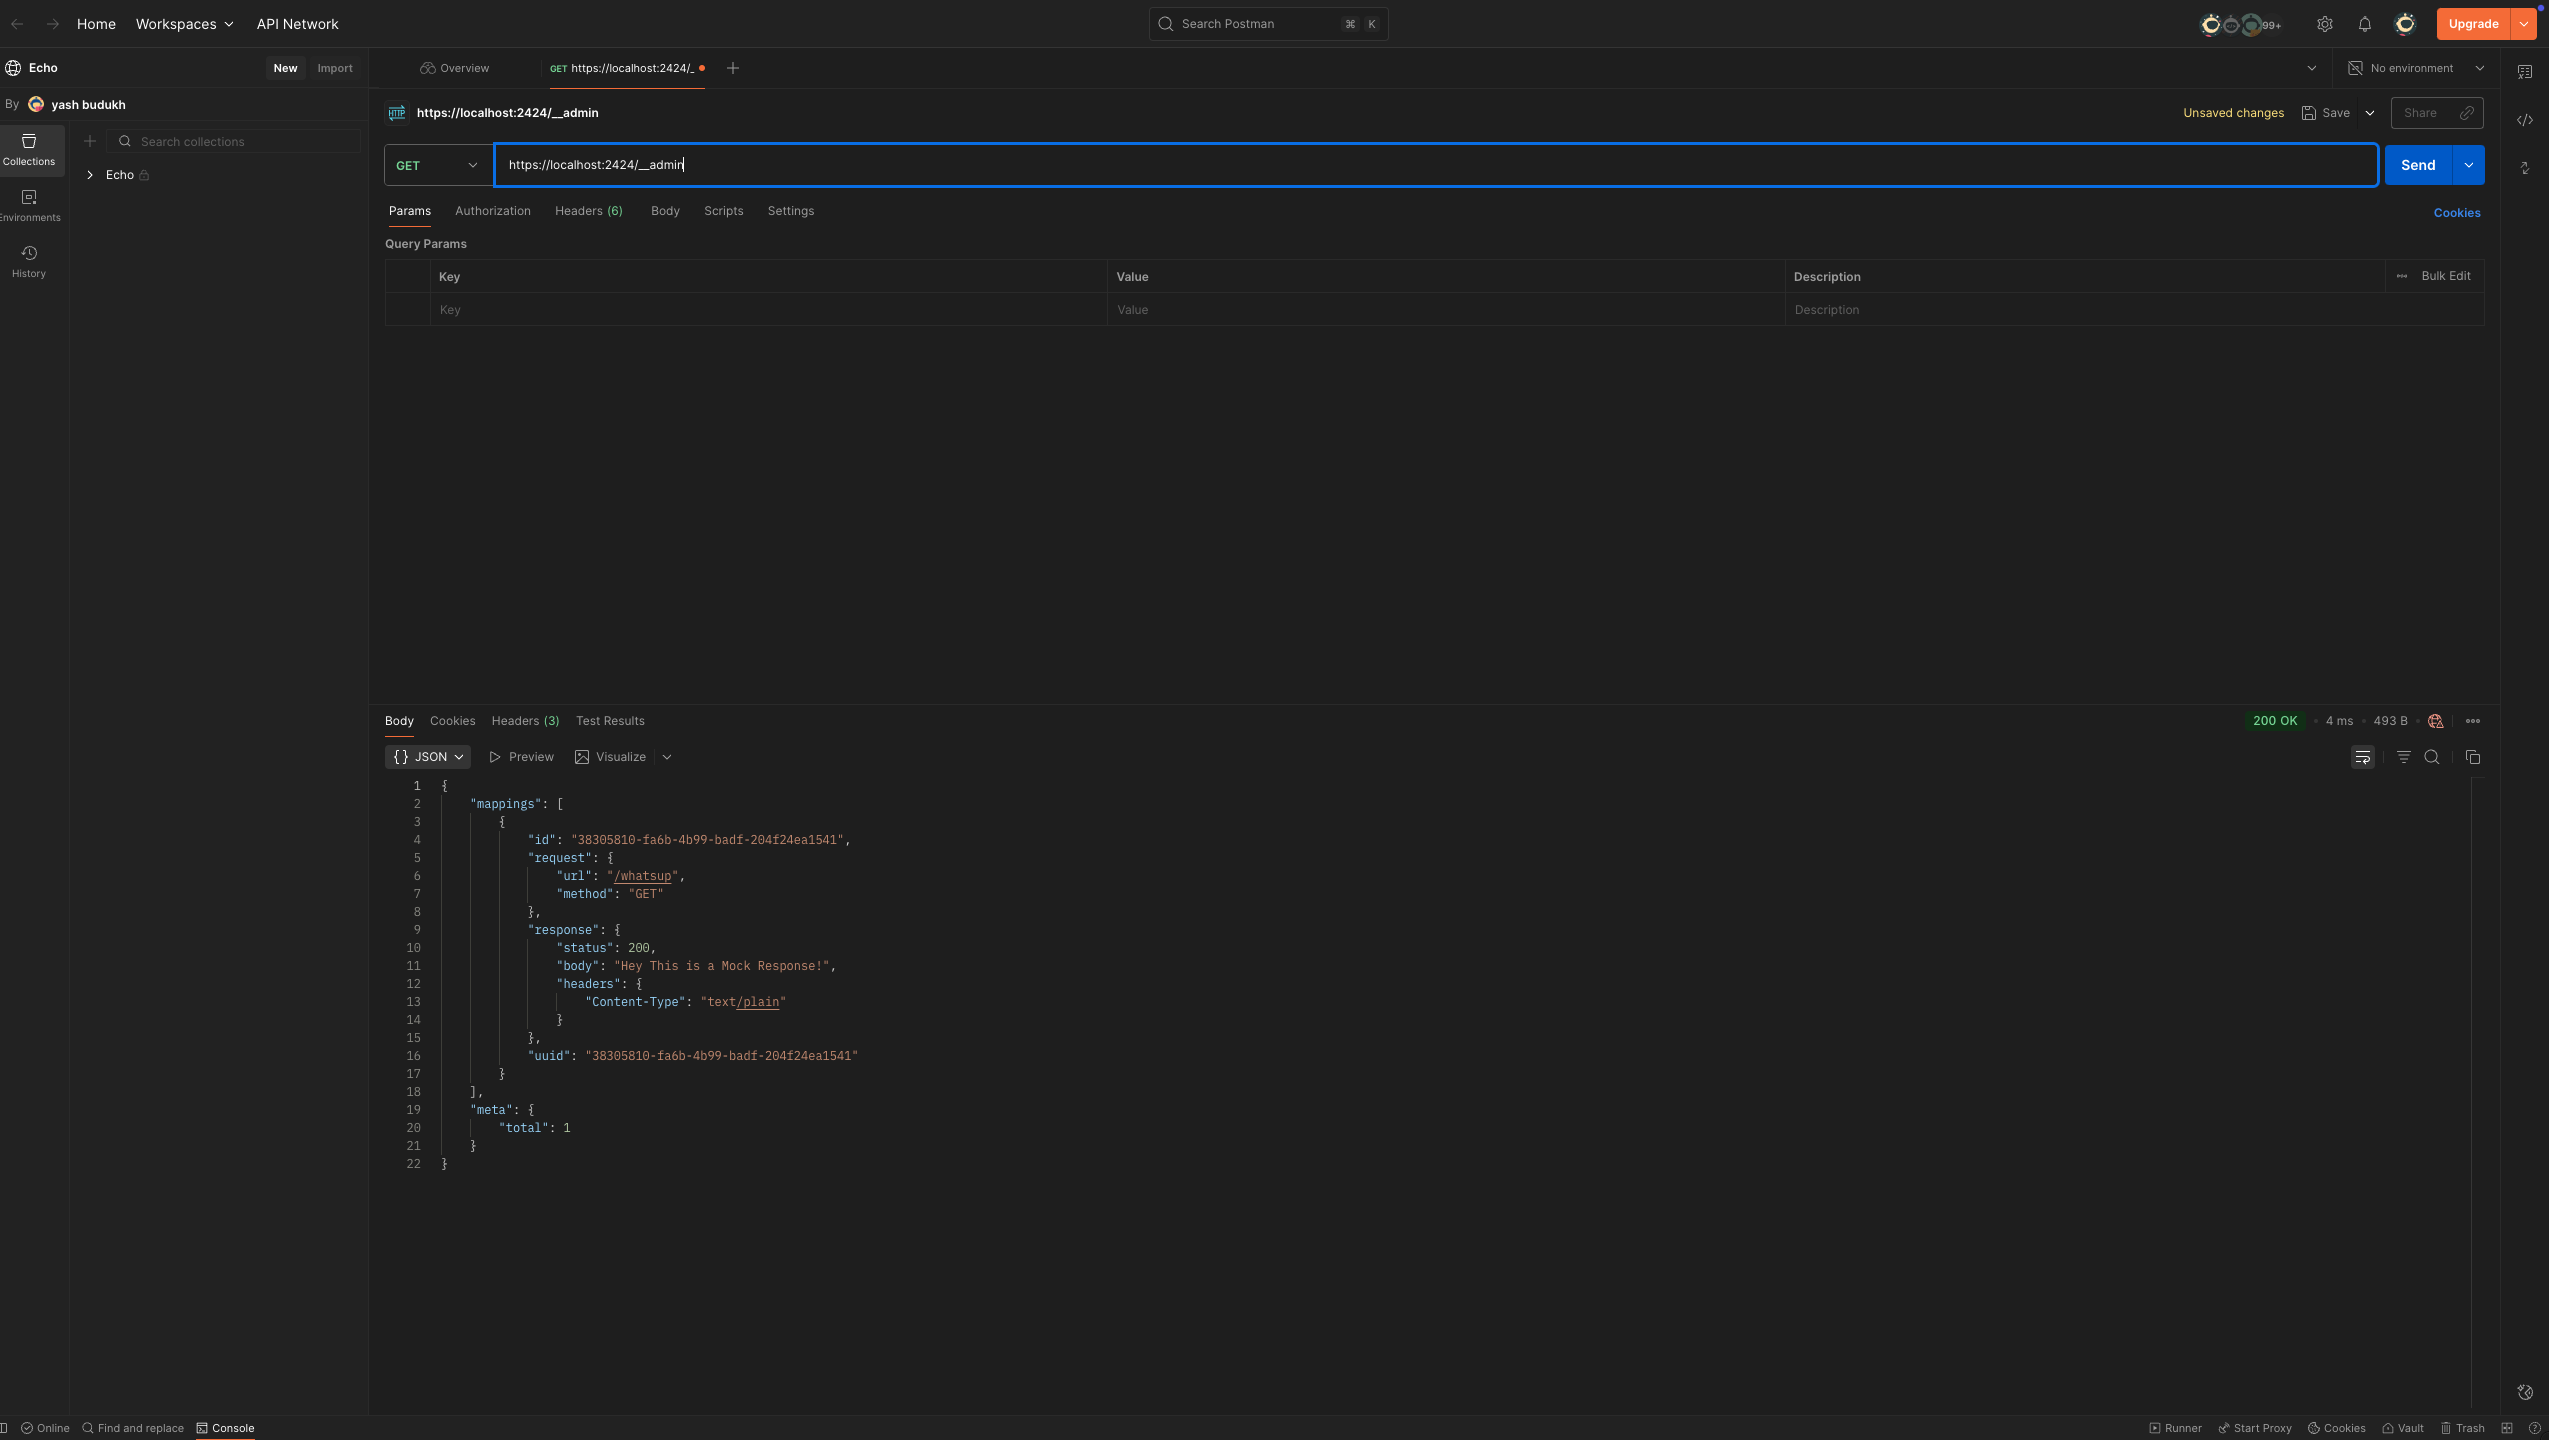 Home Workspaces API Network Search Postman ⌘ K 99+ Upgrade
Echo New Import Overview GET https://localhost:2424/_ No environment
By yash budukh
https://localhost:2424/__admin Unsaved changes Save Share
Search collections
Collections
GET https://localhost:2424/__admin Send
Echo
Environments
History
Params Authorization Headers (6) Body Scripts Settings Cookies
Query Params
Key Value Description Bulk Edit
Key Value Description
Body Cookies Headers (3) Test Results 200 OK 4 ms 493 B
{} JSON Preview Visualize
1 {
2 "mappings": [
3 {
4 "id": "38305810-fa6b-4b99-badf-204f24ea1541",
5 "request": {
6 "url": "/whatsup",
7 "method": "GET"
8 },
9 "response": {
10 "status": 200,
11 "body": "Hey This is a Mock Response!",
12 "headers": {
13 "Content-Type": "text/plain"
14 }
15 },
16 "uuid": "38305810-fa6b-4b99-badf-204f24ea1541"
17 }
18 ],
19 "meta": {
20 "total": 1
21 }
22 }
Online Find and replace Console Runner Start Proxy Cookies Vault Trash